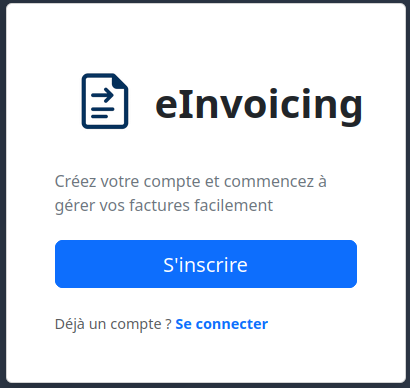 eInvoicing
Créez votre compte et commencez à
gérer vos factures facilement
S'inscrire
Déjà un compte ? Se connecter